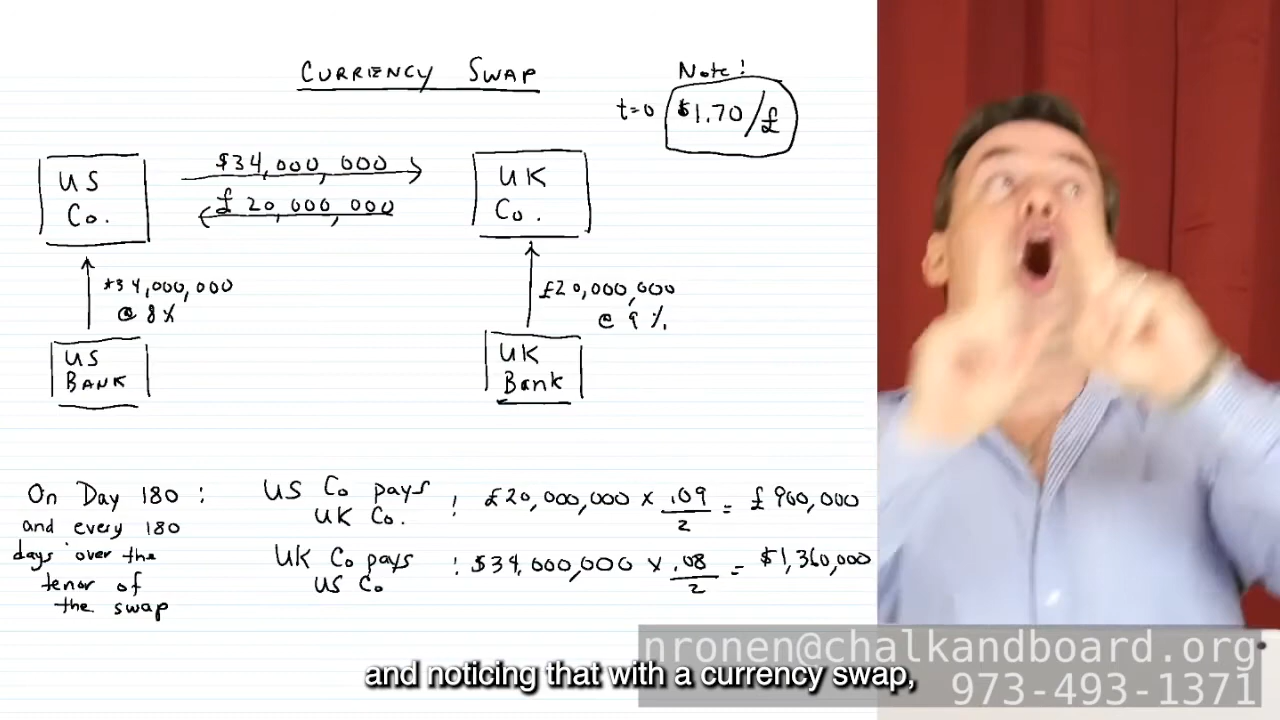 CURRENCY SWAP
Note!
t=0 $1.70/£
US
Co.
$34,000,000
£20,000,000
UK
Co.
$34,000,000
@ 8%
£20,000,000
@ 9%
US
BANK
UK
Bank
On Day 180 :
and every 180
days over the
tenor of
the swap
US Co pays
UK Co.
: £20,000,000 x .09/2 = £900,000
UK Co pays
US Co
: $34,000,000 x .08/2 = $1,360,000
nronen@chalkandboard.org
973-493-1371
and noticing that with a currency swap,